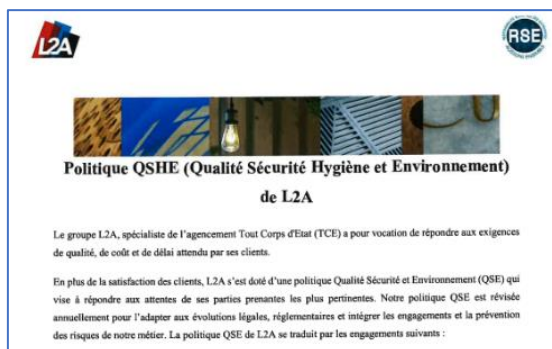 L2A
RSE
Politique QSHE (Qualité Sécurité Hygiène et Environnement)
de L2A
Le groupe L2A, spécialiste de l'agencement Tout Corps d'Etat (TCE) a pour vocation de répondre aux exigences
de qualité, de coût et de délai attendu par ses clients.
En plus de la satisfaction des clients, L2A s'est doté d'une politique Qualité Sécurité et Environnement (QSE) qui
vise à répondre aux attentes de ses parties prenantes les plus pertinentes. Notre politique QSE est révisée
annuellement pour l'adapter aux évolutions légales, réglementaires et intégrer les engagements et la prévention
des risques de notre métier. La politique QSE de L2A se traduit par les engagements suivants :